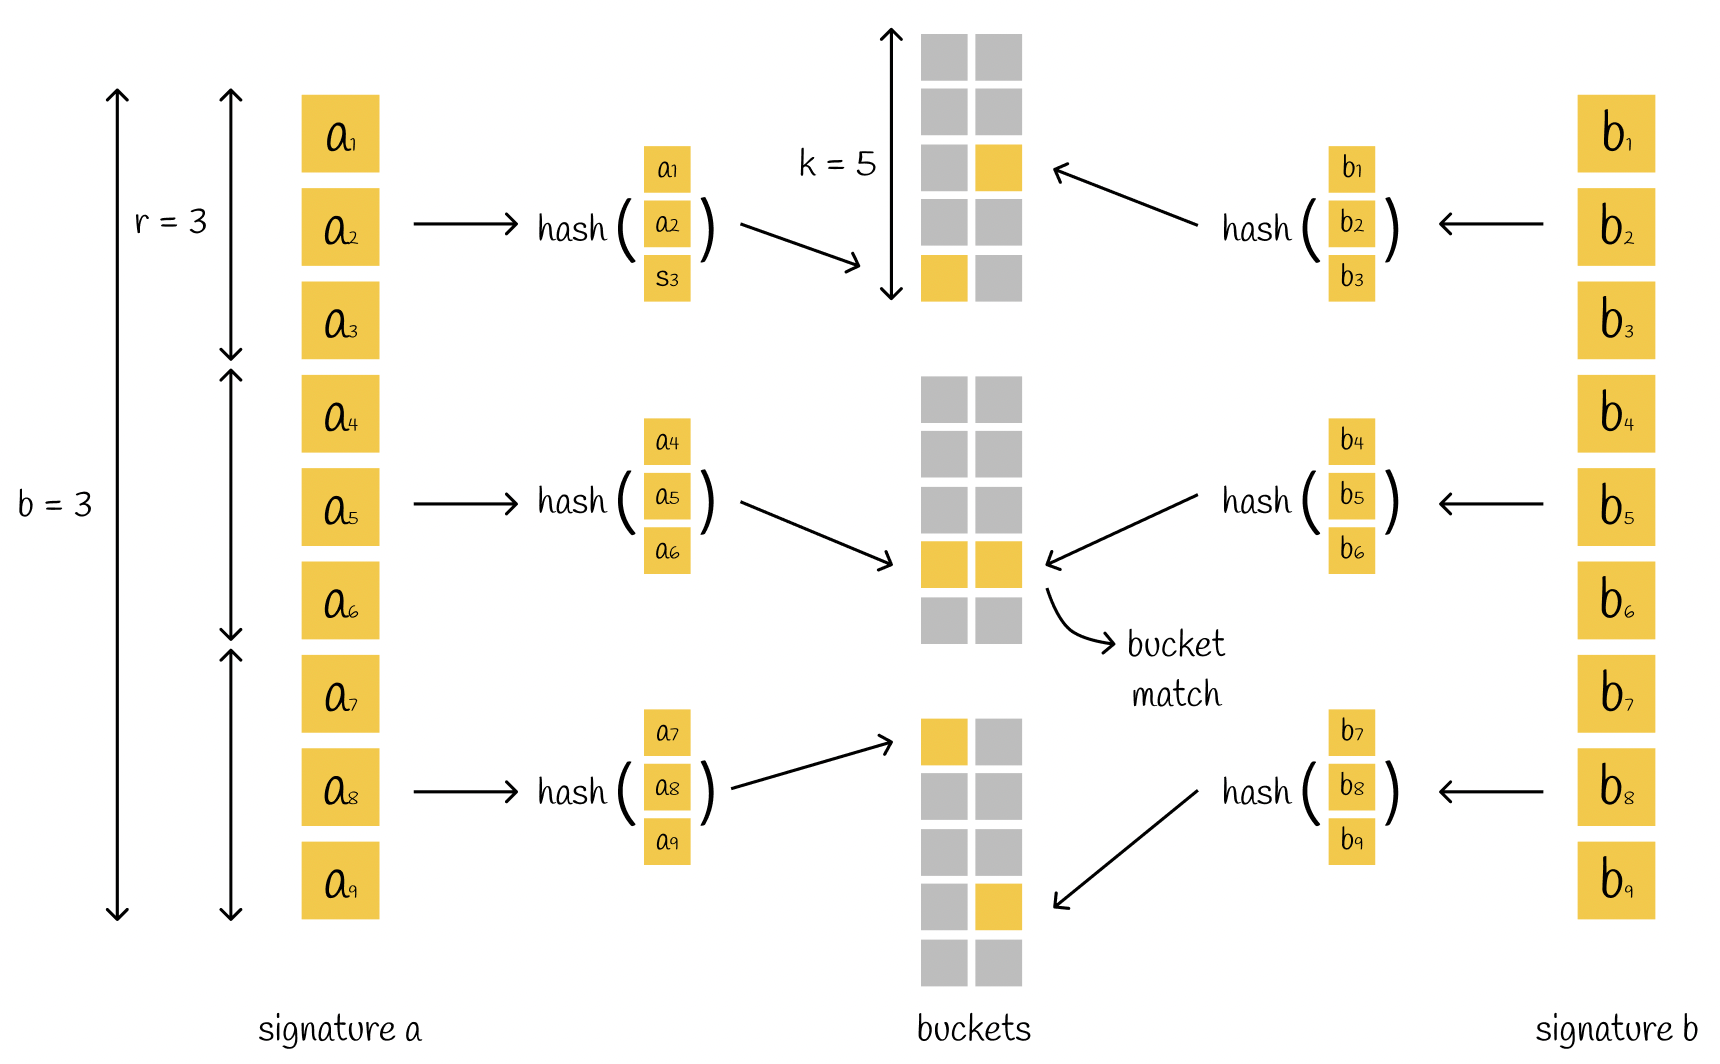 b = 3
r = 3
a1
a2
a3
a4
a5
a6
a7
a8
a9
signature a
hash (
a1
a2
s3
)
hash (
a4
a5
a6
)
hash (
a7
a8
a9
)
k = 5
buckets
bucket
match
hash (
b1
b2
b3
)
hash (
b4
b5
b6
)
hash (
b7
b8
b9
)
b1
b2
b3
b4
b5
b6
b7
b8
b9
signature b